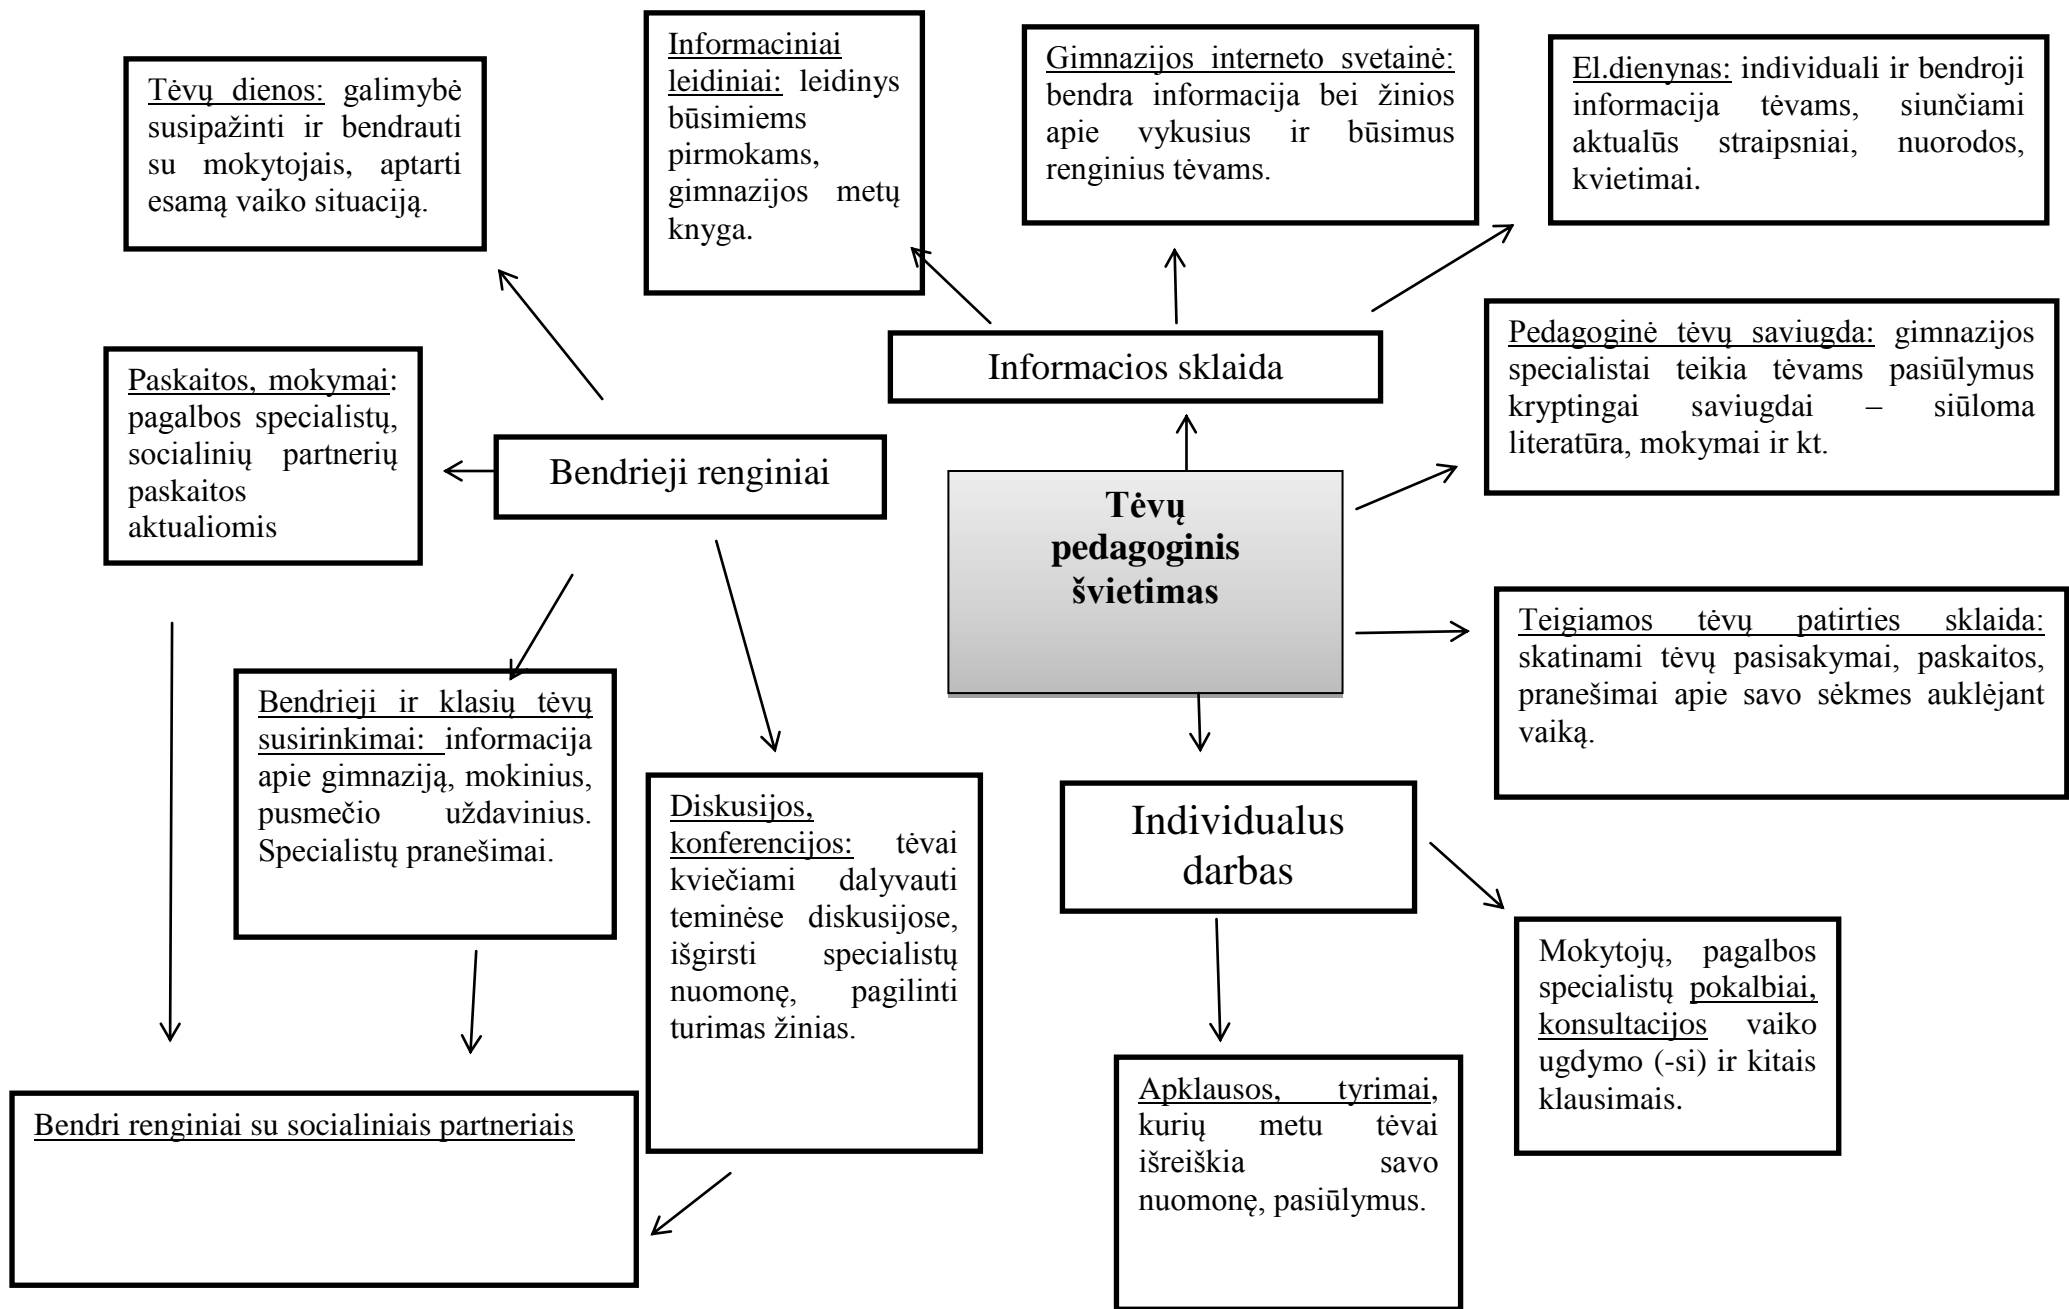 Tėvų dienos: galimybė
susipažinti ir bendrauti
su mokytojais, aptarti
esamą vaiko situaciją.
Informaciniai
leidiniai: leidinys
būsimiems
pirmokams,
gimnazijos metų
knyga.
Gimnazijos interneto svetainė:
bendra informacija bei žinios
apie vykusius ir būsimus
renginius tėvams.
El.dienynas: individuali ir bendroji
informacija tėvams, siunčiami
aktualūs straipsniai, nuorodos,
kvietimai.
Paskaitos, mokymai:
pagalbos specialistų,
socialinių partnerių
paskaitos
aktualiomis
Bendrieji renginiai
Informacios sklaida
Pedagoginė tėvų saviugda: gimnazijos
specialistai teikia tėvams pasiūlymus
kryptingai saviugdai – siūloma
literatūra, mokymai ir kt.
Tėvų
pedagoginis
švietimas
Teigiamos tėvų patirties sklaida:
skatinami tėvų pasisakymai, paskaitos,
pranešimai apie savo sėkmes auklėjant
vaiką.
Bendrieji ir klasių tėvų
susirinkimai: informacija
apie gimnaziją, mokinius,
pusmečio uždavinius.
Specialistų pranešimai.
Diskusijos,
konferencijos: tėvai
kviečiami dalyvauti
teminėse diskusijose,
išgirsti specialistų
nuomonę, pagilinti
turimas žinias.
Individualus
darbas
Mokytojų, pagalbos
specialistų pokalbiai,
konsultacijos vaiko
ugdymo (-si) ir kitais
klausimais.
Bendri renginiai su socialiniais partneriais
Apklausos, tyrimai,
kurių metu tėvai
išreiškia savo
nuomonę, pasiūlymus.